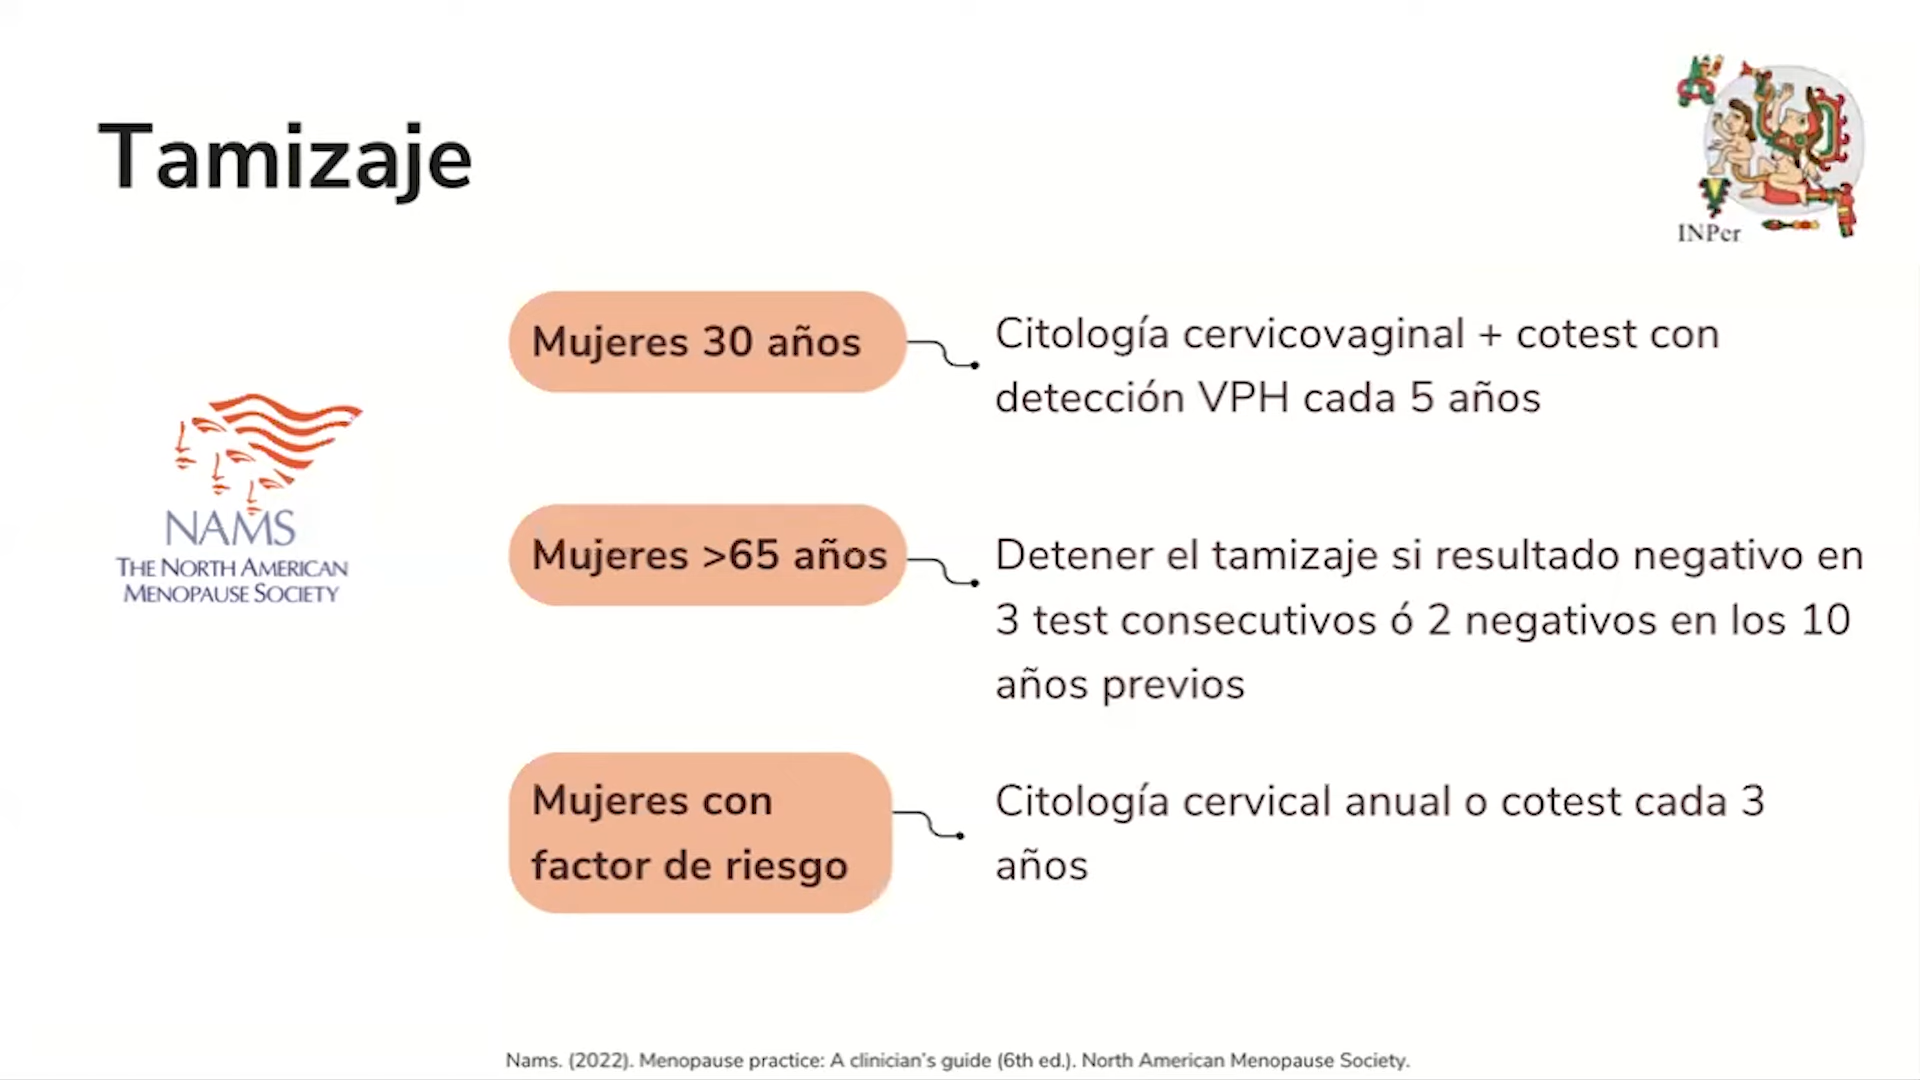 Tamizaje
INPer
Mujeres 30 años
Citología cervicovaginal + cotest con
detección VPH cada 5 años
NAMS
THE NORTH AMERICAN
MENOPAUSE SOCIETY
Mujeres >65 años
Detener el tamizaje si resultado negativo en
3 test consecutivos ó 2 negativos en los 10
años previos
Mujeres con
factor de riesgo
Citología cervical anual o cotest cada 3
años
Nams. (2022). Menopause practice: A clinician's guide (6th ed.). North American Menopause Society.